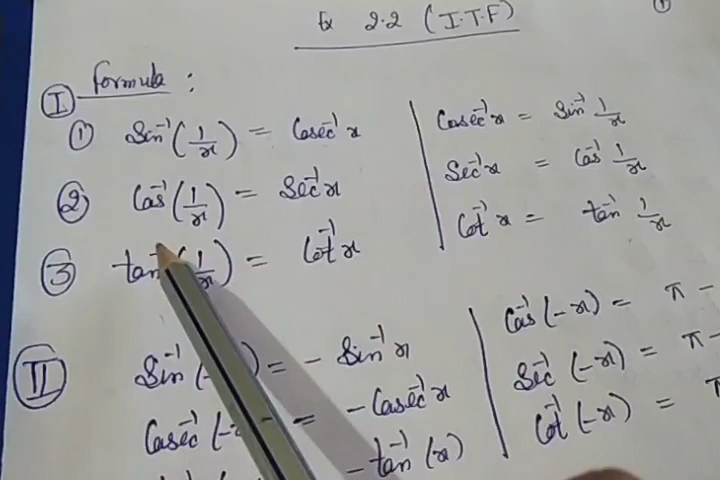 Ex 2.2 (I.T.F)
I Formula :
① Sin⁻¹(1/x) = Cosec⁻¹x | Cosec⁻¹x = Sin⁻¹ 1/x
② Cos⁻¹(1/x) = Sec⁻¹x | Sec⁻¹x = Cos⁻¹ 1/x
③ tan⁻¹(1/x) = Cot⁻¹x | Cot⁻¹x = tan⁻¹ 1/x
II Sin⁻¹(- ) = - Sin⁻¹x | Cos⁻¹(-x) = π -
Cosec⁻¹(-x = - Cosec⁻¹x | Sec⁻¹(-x) = π -
- tan⁻¹(x) | Cot⁻¹(-x) = π